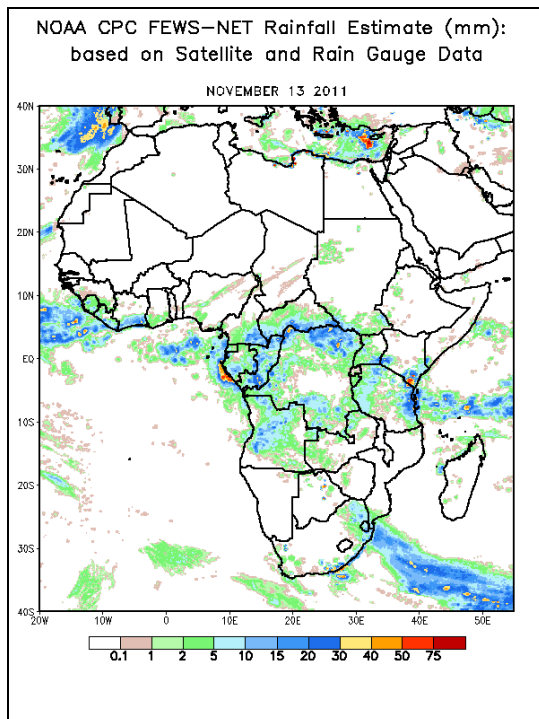 NOAA CPC FEWS-NET Rainfall Estimate (mm):
based on Satellite and Rain Gauge Data
NOVEMBER 13 2011
40N
30N
20N
10N
EQ
10S
20S
30S
40S
20W 10W 0 10E 20E 30E 40E 50E
0.1 1 2 5 10 15 20 30 40 50 75